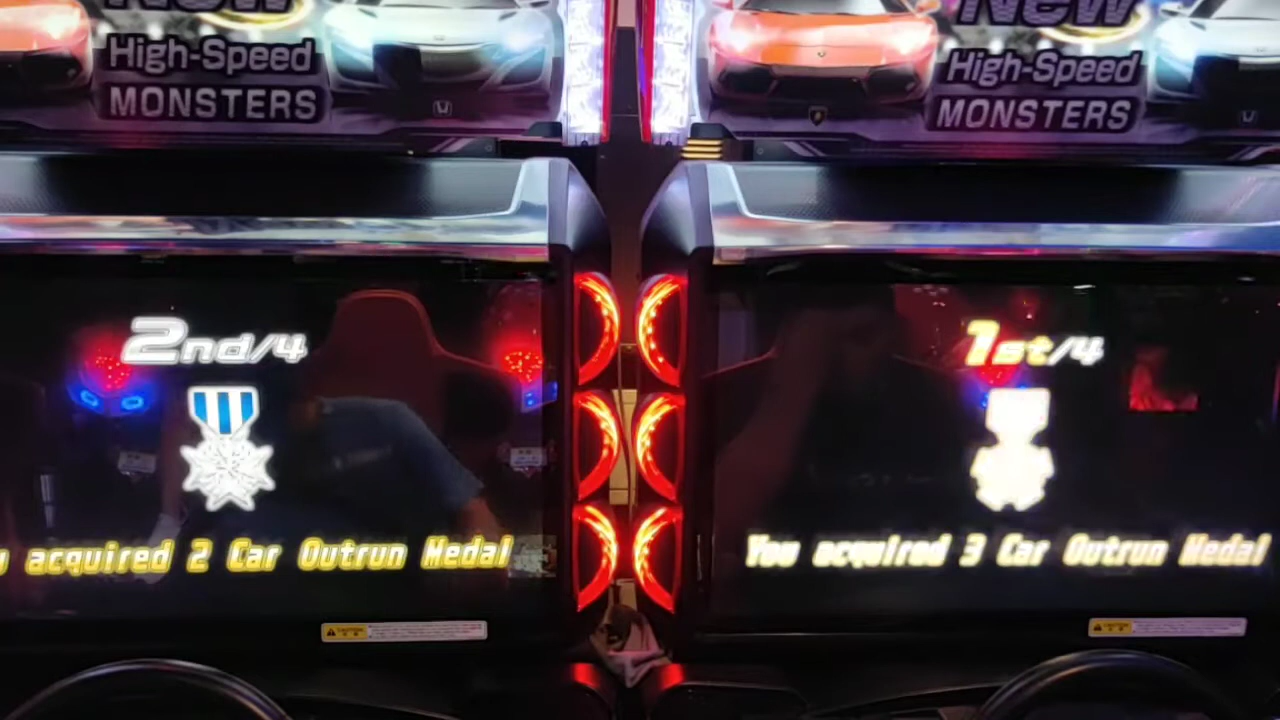 New
High-Speed
MONSTERS
New
High-Speed
MONSTERS
2nd/4
acquired 2 Car Outrun Medal
1st/4
You acquired 3 Car Outrun Medal